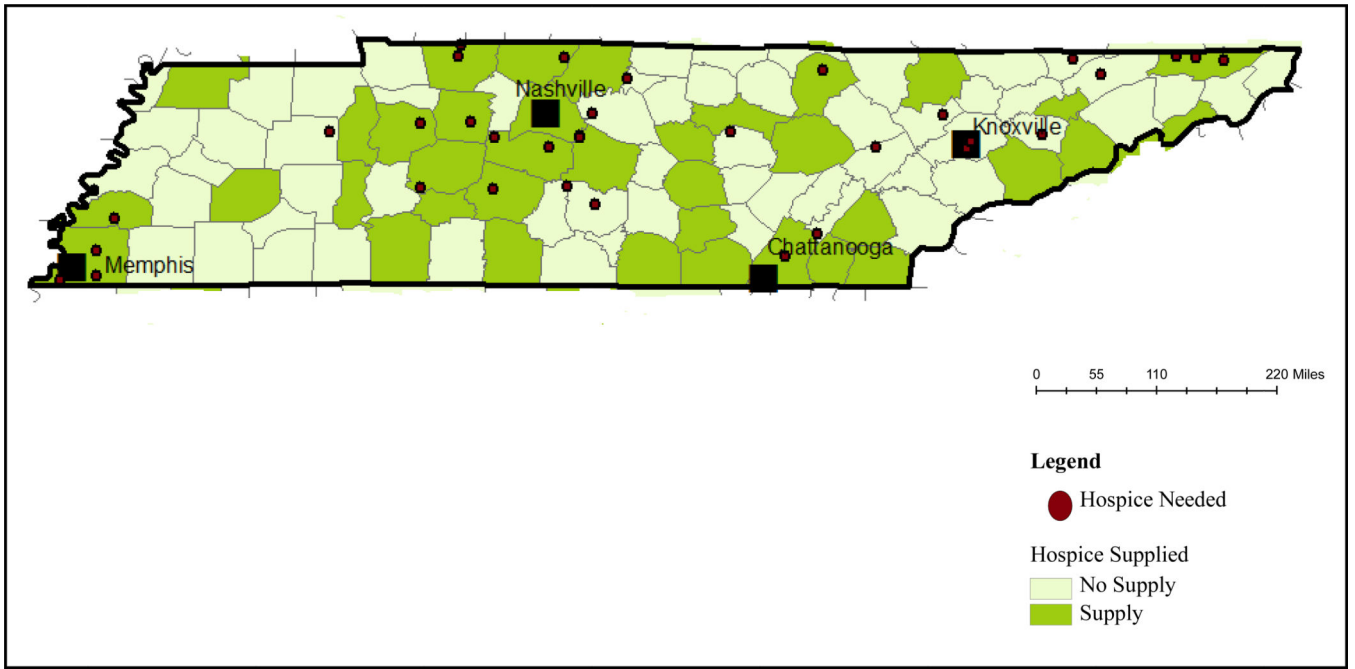 Nashville
Knoxville
Chattanooga
Memphis
0 55 110 220 Miles
Legend
Hospice Needed
Hospice Supplied
No Supply
Supply